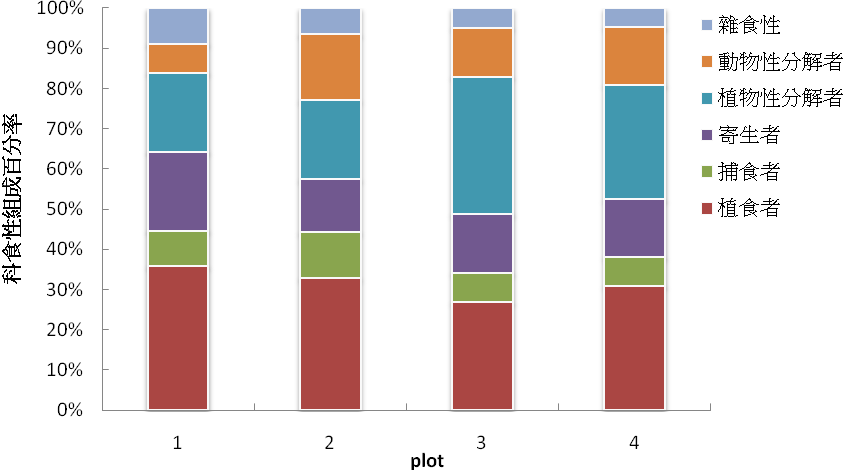 100%
90%
80%
70%
60%
50%
40%
30%
20%
10%
0%
科食性組成百分率
1 2 3 4
plot
雜食性
動物性分解者
植物性分解者
寄生者
捕食者
植食者